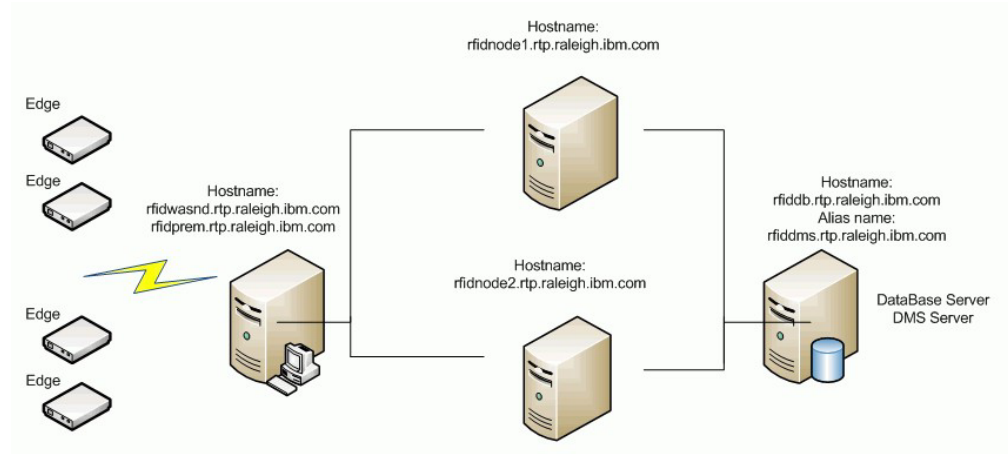 Hostname:
rfidnode1.rtp.raleigh.ibm.com
Edge
Edge
Hostname:
rfidwasnd.rtp.raleigh.ibm.com
rfidprem.rtp.raleigh.ibm.com
Hostname:
rfiddb.rtp.raleigh.ibm.com
Alias name:
rfiddms.rtp.raleigh.ibm.com
Hostname:
rfidnode2.rtp.raleigh.ibm.com
DataBase Server
DMS Server
Edge
Edge